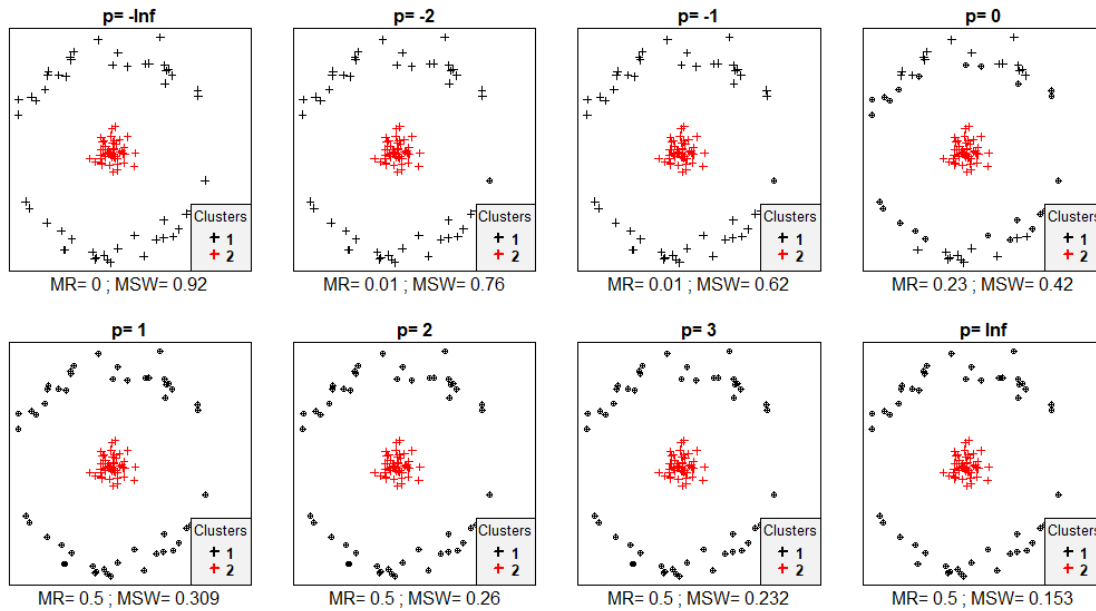 p= -Inf
p= -2
p= -1
p= 0
Clusters
1
2
Clusters
1
2
Clusters
1
2
Clusters
1
2
MR= 0 ; MSW= 0.92
MR= 0.01 ; MSW= 0.76
MR= 0.01 ; MSW= 0.62
MR= 0.23 ; MSW= 0.42
p= 1
p= 2
p= 3
p= Inf
Clusters
1
2
Clusters
1
2
Clusters
1
2
Clusters
1
2
MR= 0.5 ; MSW= 0.309
MR= 0.5 ; MSW= 0.26
MR= 0.5 ; MSW= 0.232
MR= 0.5 ; MSW= 0.153